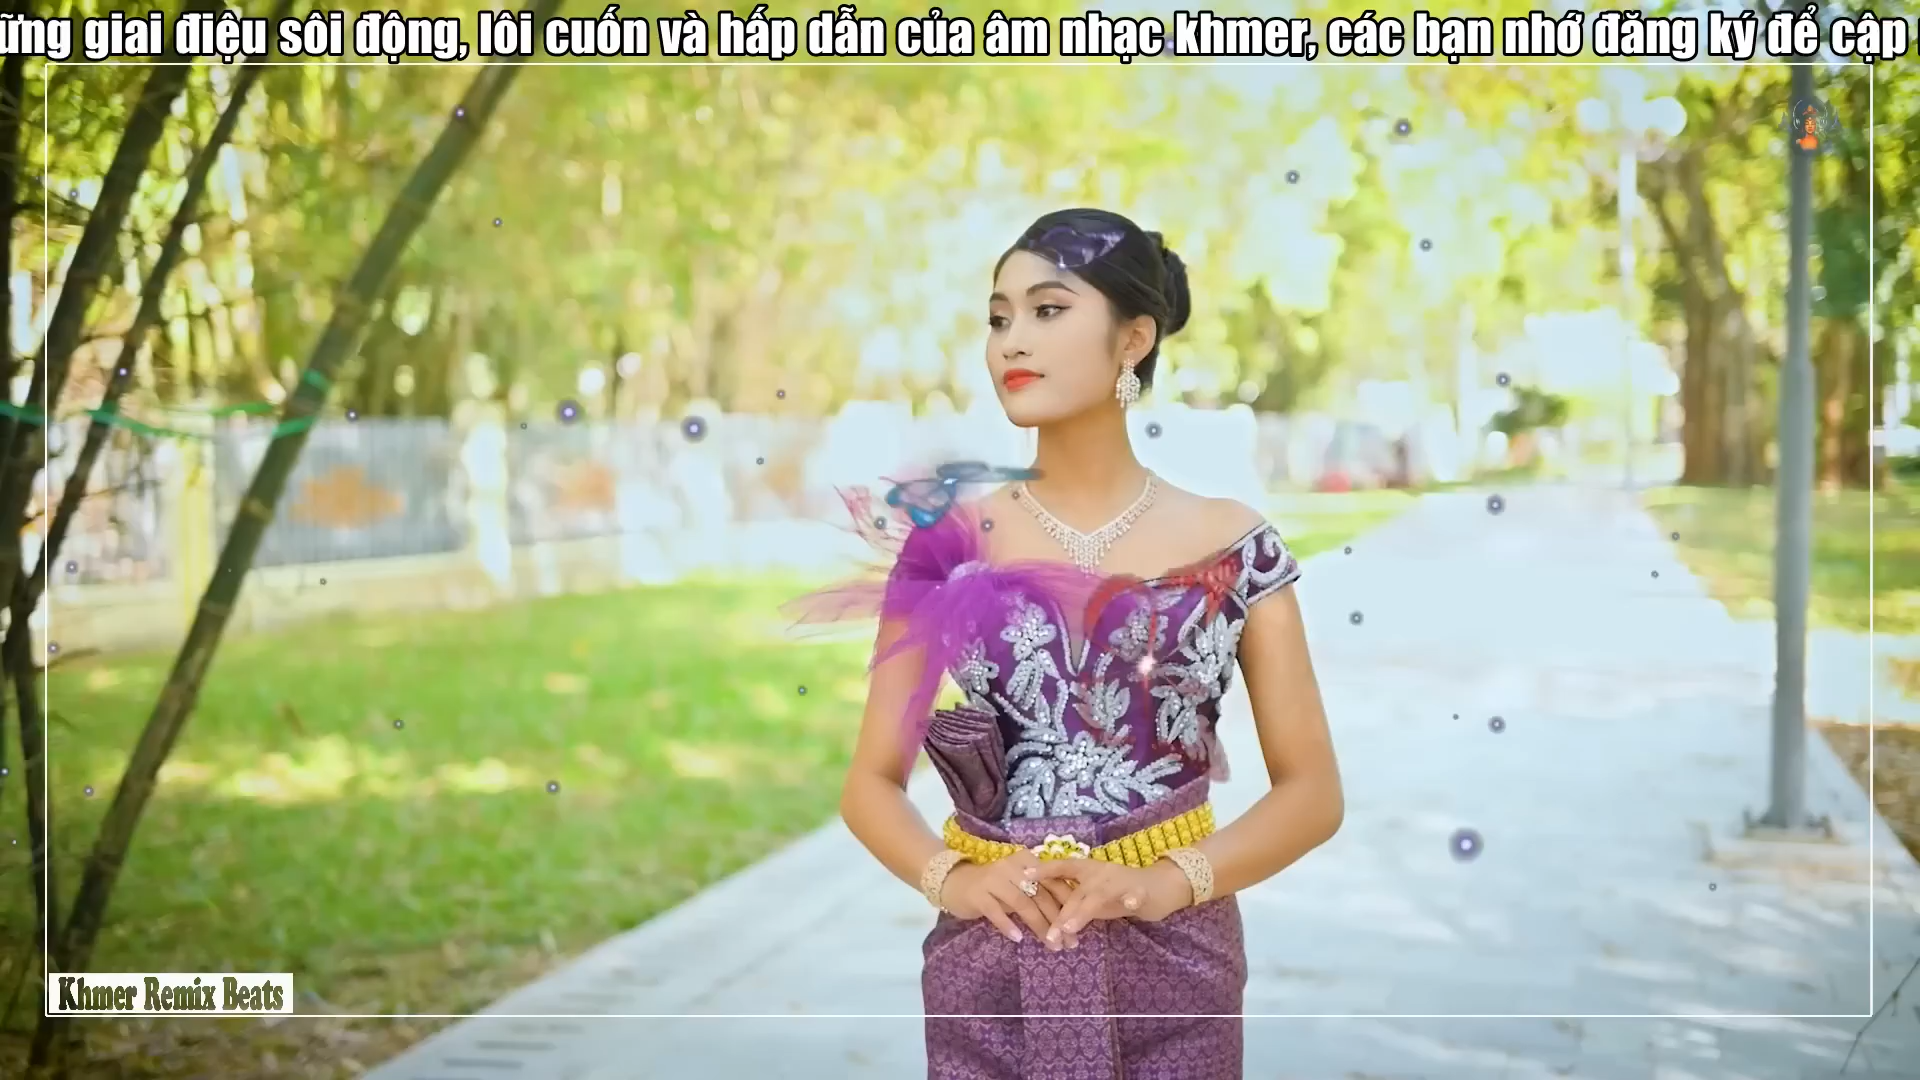 ững giai điệu sôi động, lôi cuốn và hấp dẫn của âm nhạc khmer, các bạn nhớ đăng ký để cập
Khmer Remix Beats